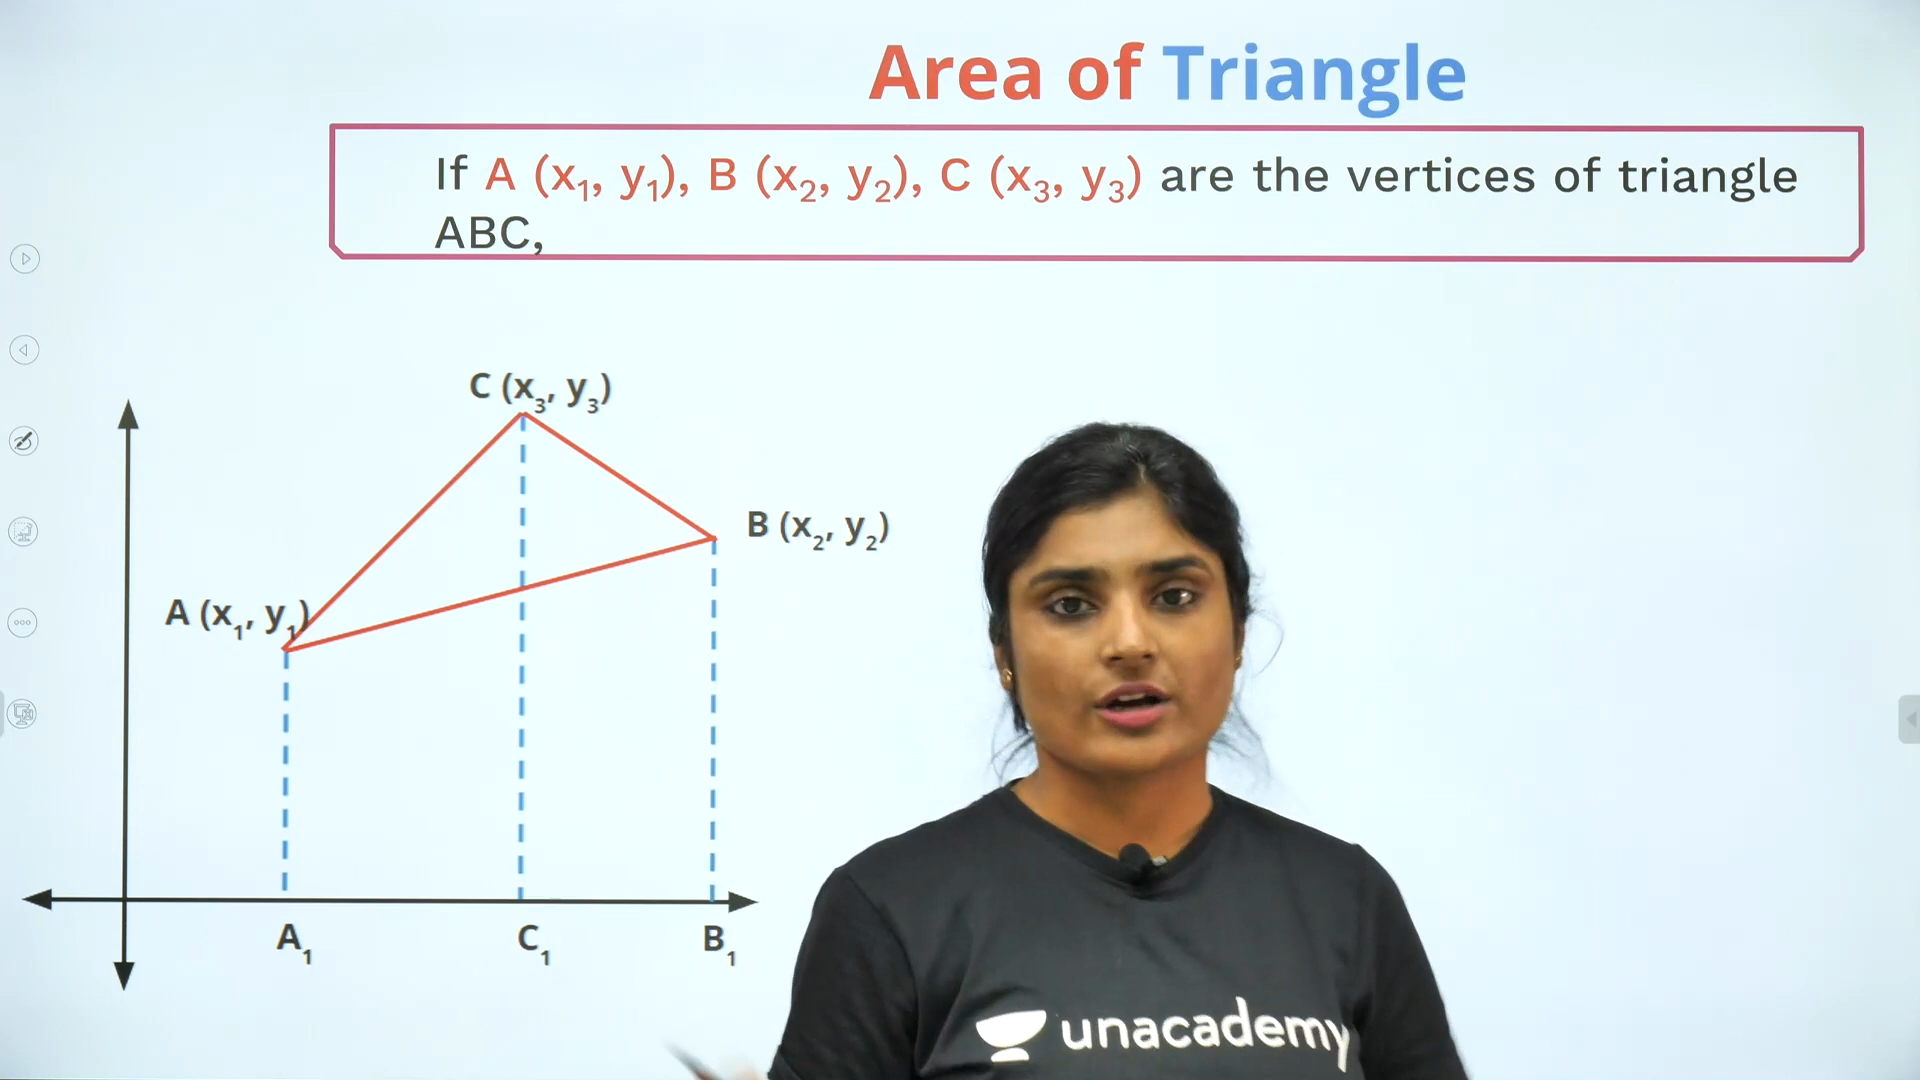 Area of Triangle
If A (x₁, y₁), B (x₂, y₂), C (x₃, y₃) are the vertices of triangle
ABC,
C (x₃, y₃)
B (x₂, y₂)
A (x₁, y₁)
A₁
C₁
B₁
unacademy